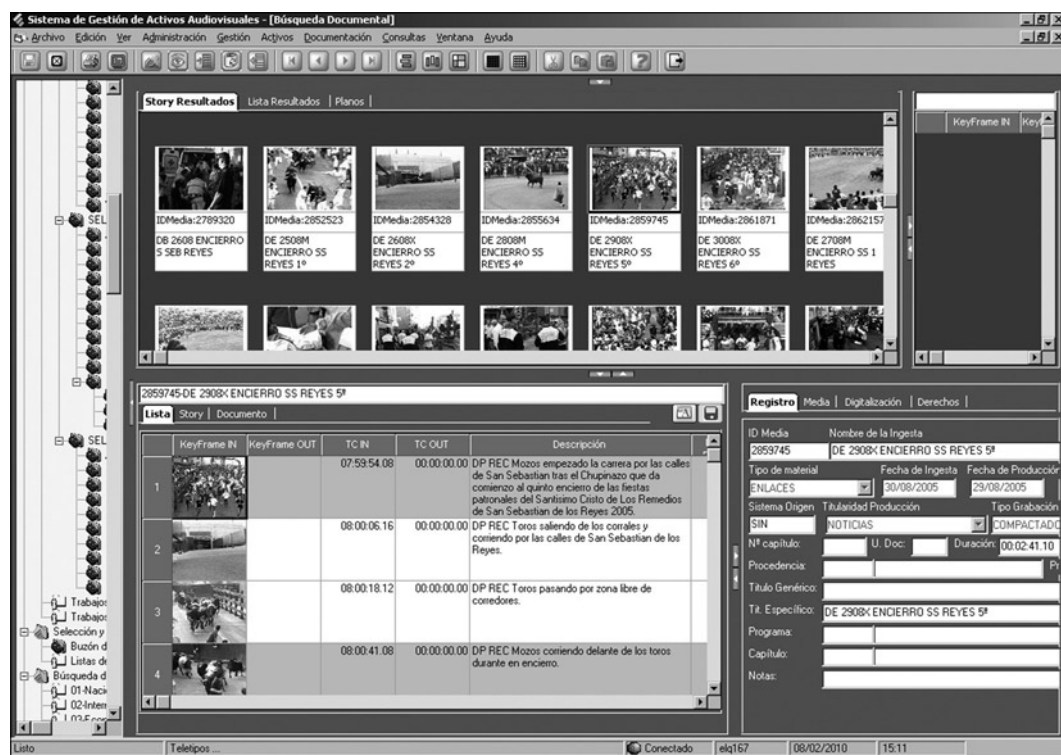 Sistema de Gestión de Activos Audiovisuales - [Búsqueda Documental]
Archivo Edición Ver Administración Gestión Activos Documentación Consultas Ventana Ayuda
Story Resultados Lista Resultados Planos
KeyFrame IN
IDMedia:2789320
DB 2608 ENCIERRO
S SEB REYES
IDMedia:2852523
DE 2508M
ENCIERRO SS
REYES 1º
IDMedia:2854328
DE 2608X
ENCIERRO SS
REYES 2º
IDMedia:2855634
DE 2808M
ENCIERRO SS
REYES 4º
IDMedia:2859745
DE 2908X
ENCIERRO SS
REYES 5º
IDMedia:2861871
DE 3008X
ENCIERRO SS
REYES 6º
IDMedia:2862157
DE 2708M
ENCIERRO SS 1
REYES
SEL
SEL
Trabajos
Trabajos
Selección y
Buzón d
Listas de
Búsqueda d
01-Naci
02-Intern
03-Econ
2859745-DE 2908X ENCIERRO SS REYES 5ª
Lista Story Documento
KeyFrame IN KeyFrame OUT TC IN TC OUT Descripción
1 07:59:54.08 00:00:00.00 DP REC Mozos empezado la carrera por las calles
de San Sebastian tras el Chupinazo que da
comienzo al quinto encierro de las fiestas
patronales del Santisimo Cristo de Los Remedios
de San Sebastian de los Reyes 2005.
2 08:00:06.16 00:00:00.00 DP REC Toros saliendo de los corrales y
corriendo por las calles de San Sebastian de los
Reyes.
3 08:00:18.12 00:00:00.00 DP REC Toros pasando por zona libre de
corredores.
4 08:00:41.08 00:00:00.00 DP REC Mozos corriendo delante de los toros
durante en encierro.
Registro Media Digitalización Derechos
ID Media Nombre de la Ingesta
2859745 DE 2908X ENCIERRO SS REYES 5ª
Tipo de material Fecha de Ingesta Fecha de Producción
ENLACES 30/08/2005 29/08/2005
Sistema Origen Titularidad Producción Tipo Grabación
SIN NOTICIAS COMPACTADO
Nº capítulo: U. Doc: Duración: 00:02:41.10
Procedencia: Pr
Titulo Genérico:
Tit. Específico: DE 2908X ENCIERRO SS REYES 5ª
Programa:
Capítulo:
Notas:
Listo Teletipos ... Conectado elq167 08/02/2010 15:11